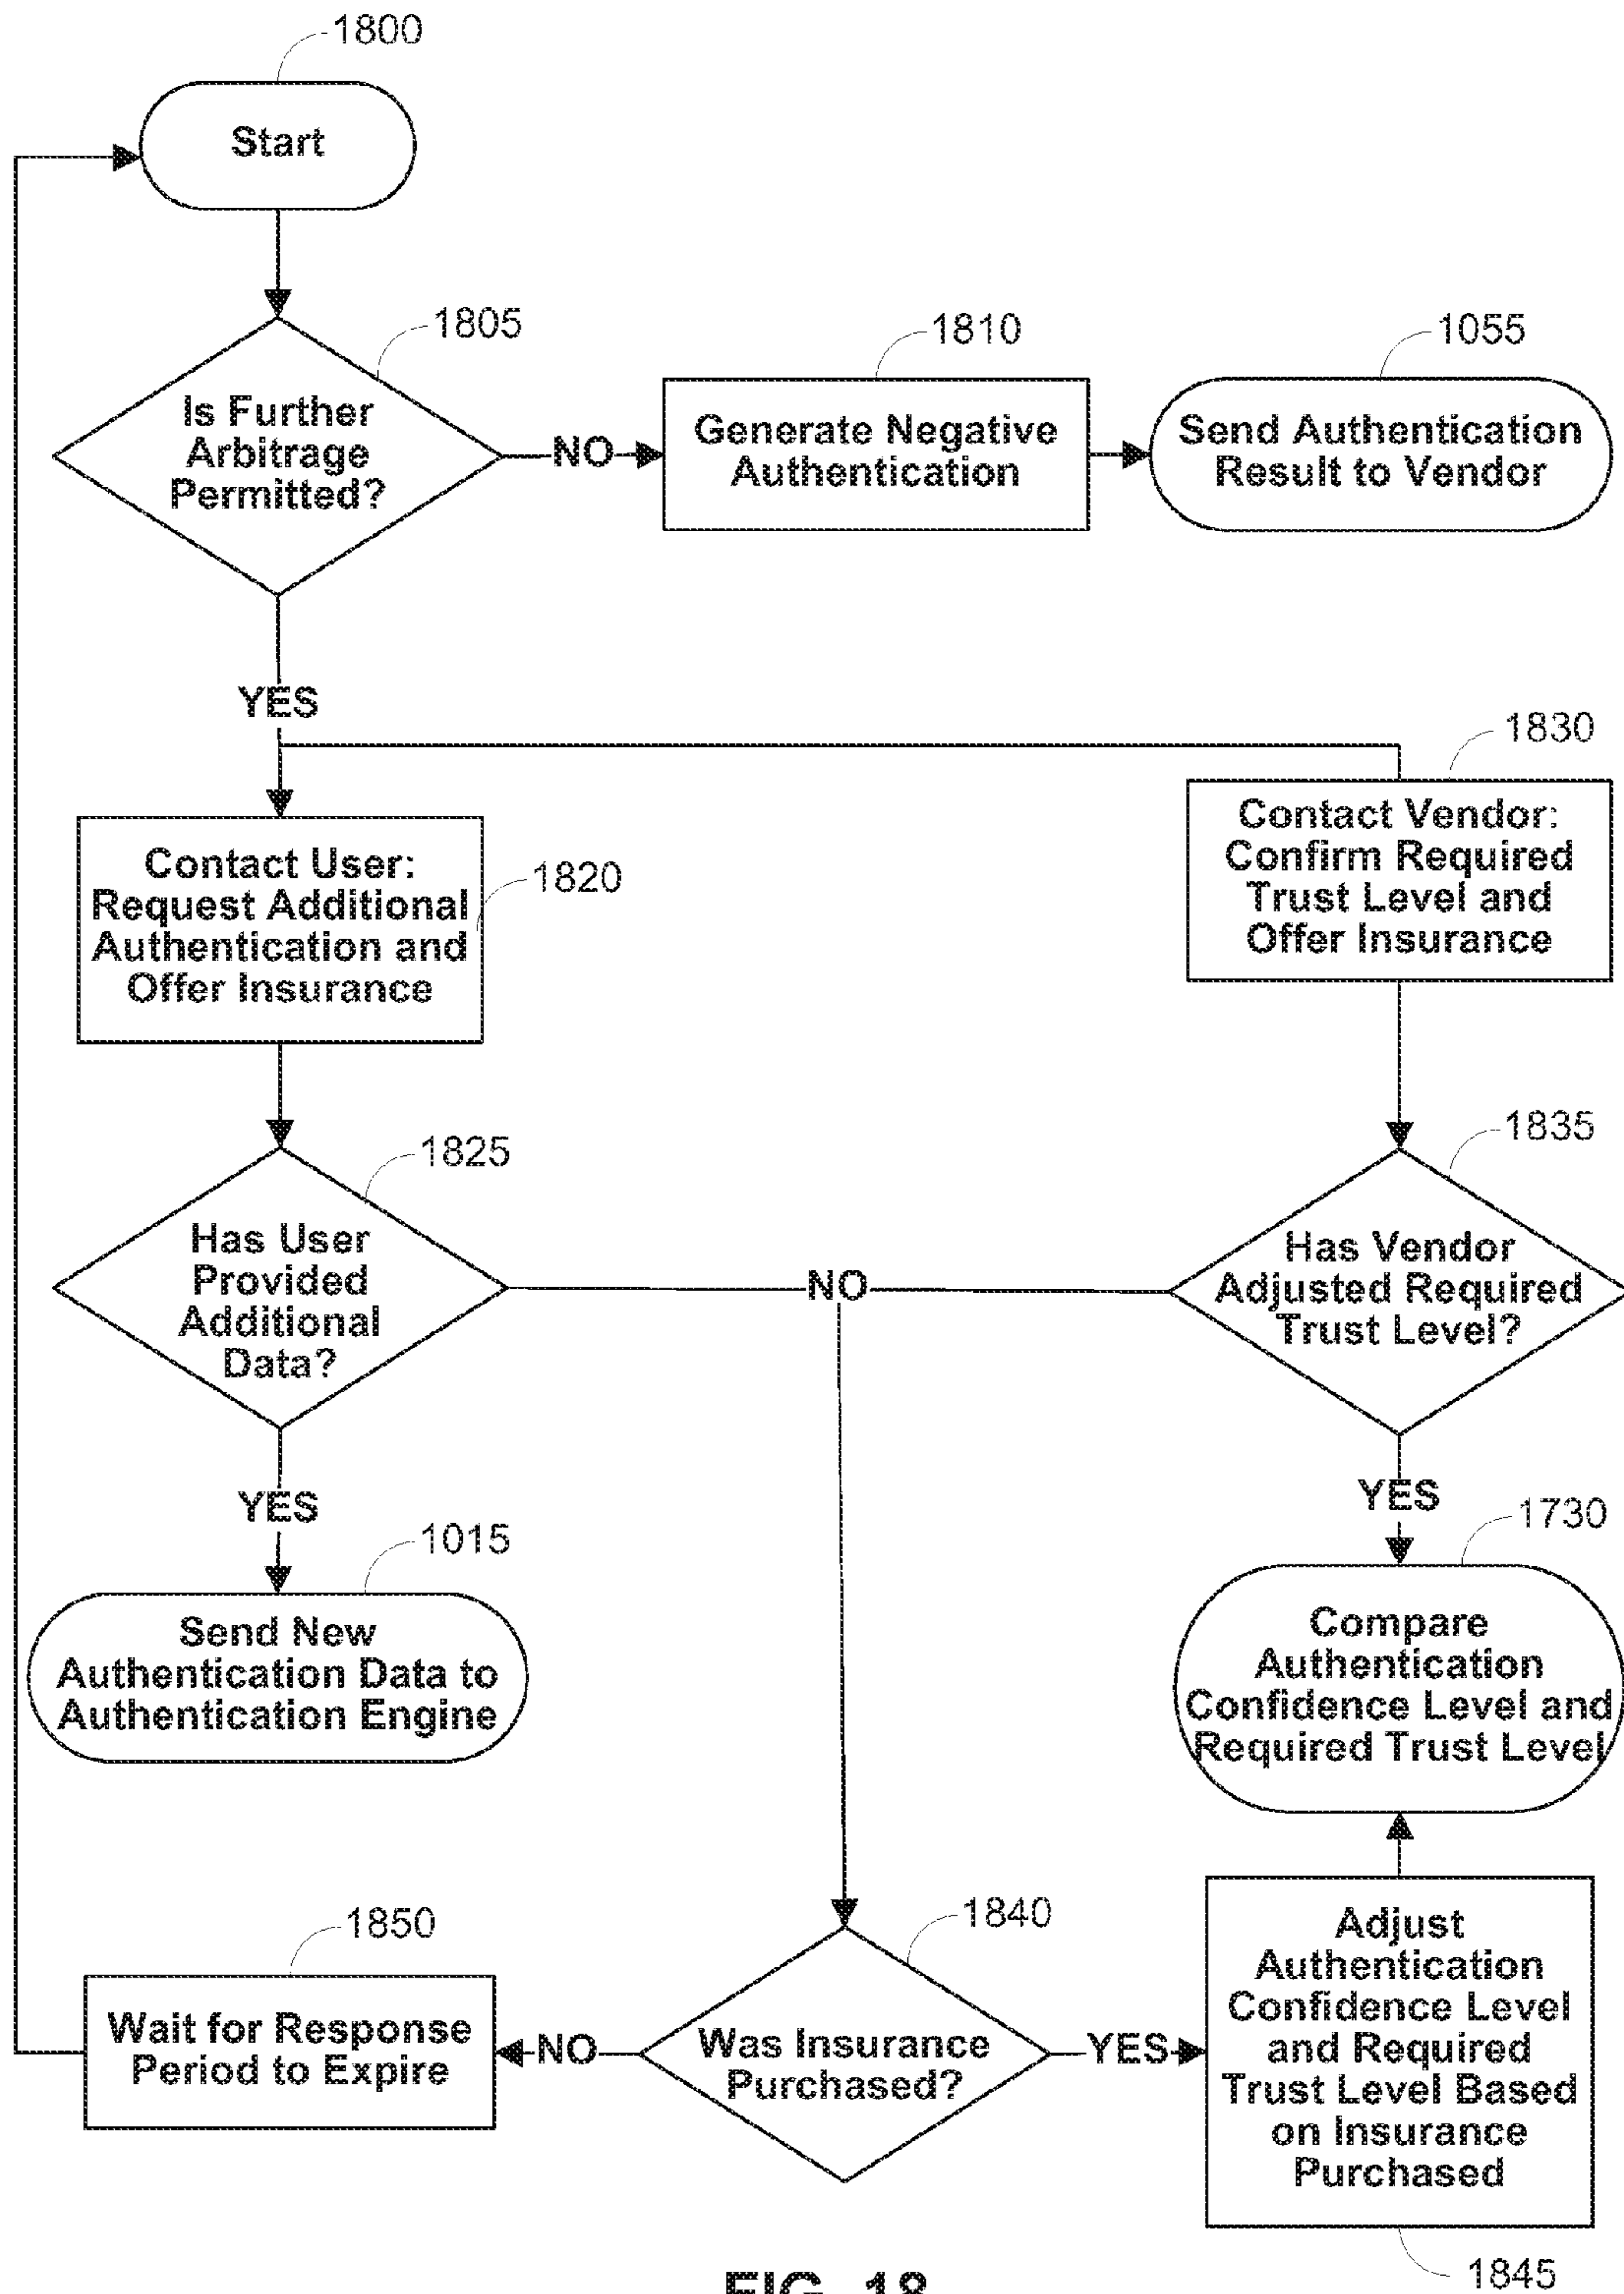 1800
Start
1805
Is Further
Arbitrage
Permitted?
NO
1810
Generate Negative
Authentication
1055
Send Authentication
Result to Vendor
YES
1830
Contact Vendor:
Confirm Required
Trust Level and
Offer Insurance
Contact User:
Request Additional
Authentication and
Offer Insurance
1820
1825
Has User
Provided
Additional
Data?
NO
1835
Has Vendor
Adjusted Required
Trust Level?
YES
1015
Send New
Authentication Data to
Authentication Engine
YES
1730
Compare
Authentication
Confidence Level and
Required Trust Level
1850
Wait for Response
Period to Expire
NO
1840
Was Insurance
Purchased?
YES
Adjust
Authentication
Confidence Level
and Required
Trust Level Based
on Insurance
Purchased
1845
FIG. 18